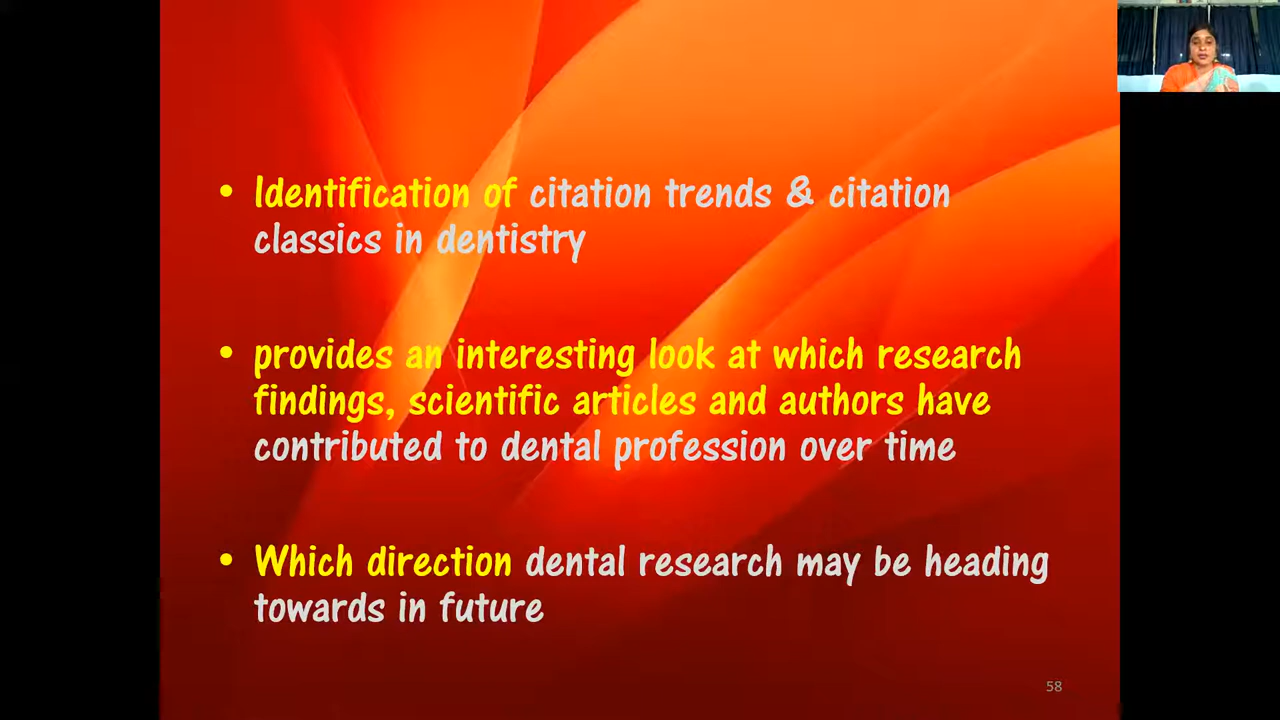 • Identification of citation trends & citation
classics in dentistry
• provides an interesting look at which research
findings, scientific articles and authors have
contributed to dental profession over time
• Which direction dental research may be heading
towards in future
58